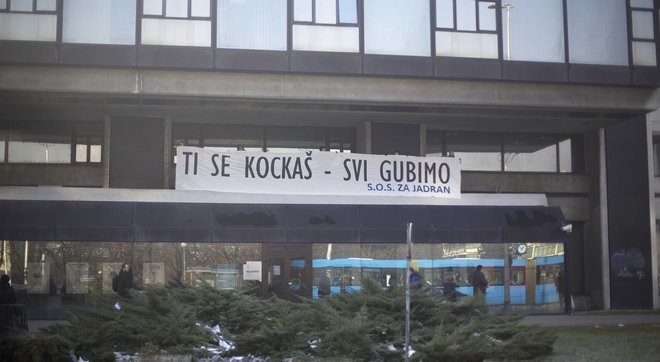 TI SE KOCKAŠ - SVI GUBIMO
S.O.S. ZA JADRAN